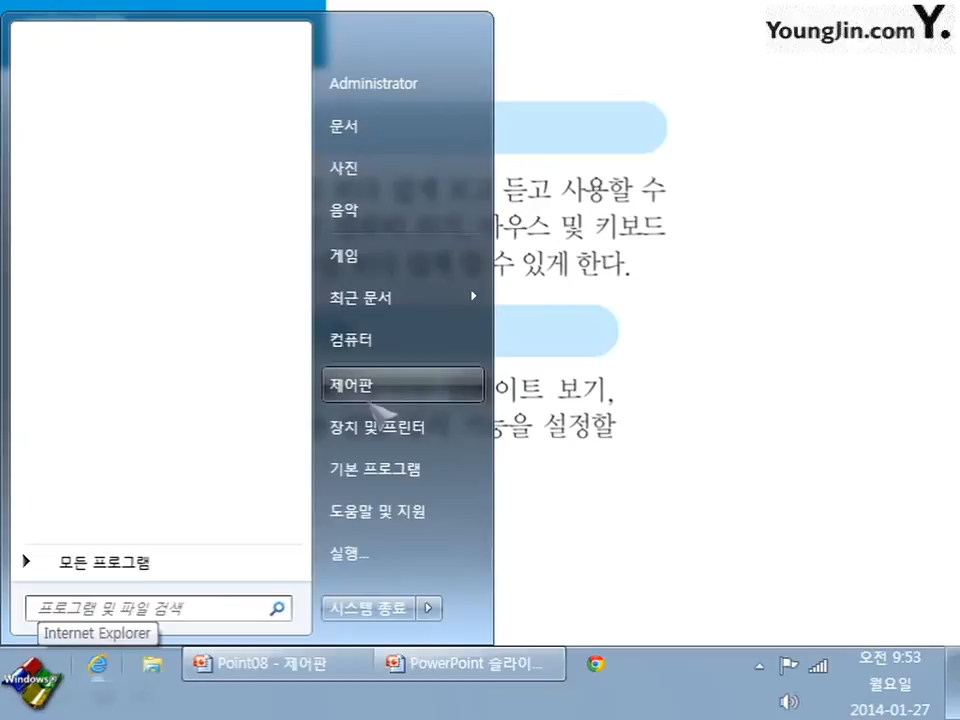 YoungJin.com Y.
Administrator
문서
사진
음악
게임
최근 문서
컴퓨터
제어판
장치 및 프린터
기본 프로그램
도움말 및 지원
실행...
시스템 종료
듣고 사용할 수
마우스 및 키보드
수 있게 한다.
이트 보기,
기능을 설정할
모든 프로그램
프로그램 및 파일 검색
Internet Explorer
Windows
Point08 - 제어판
PowerPoint 슬라이...
오전 9:53
월요일
2014-01-27